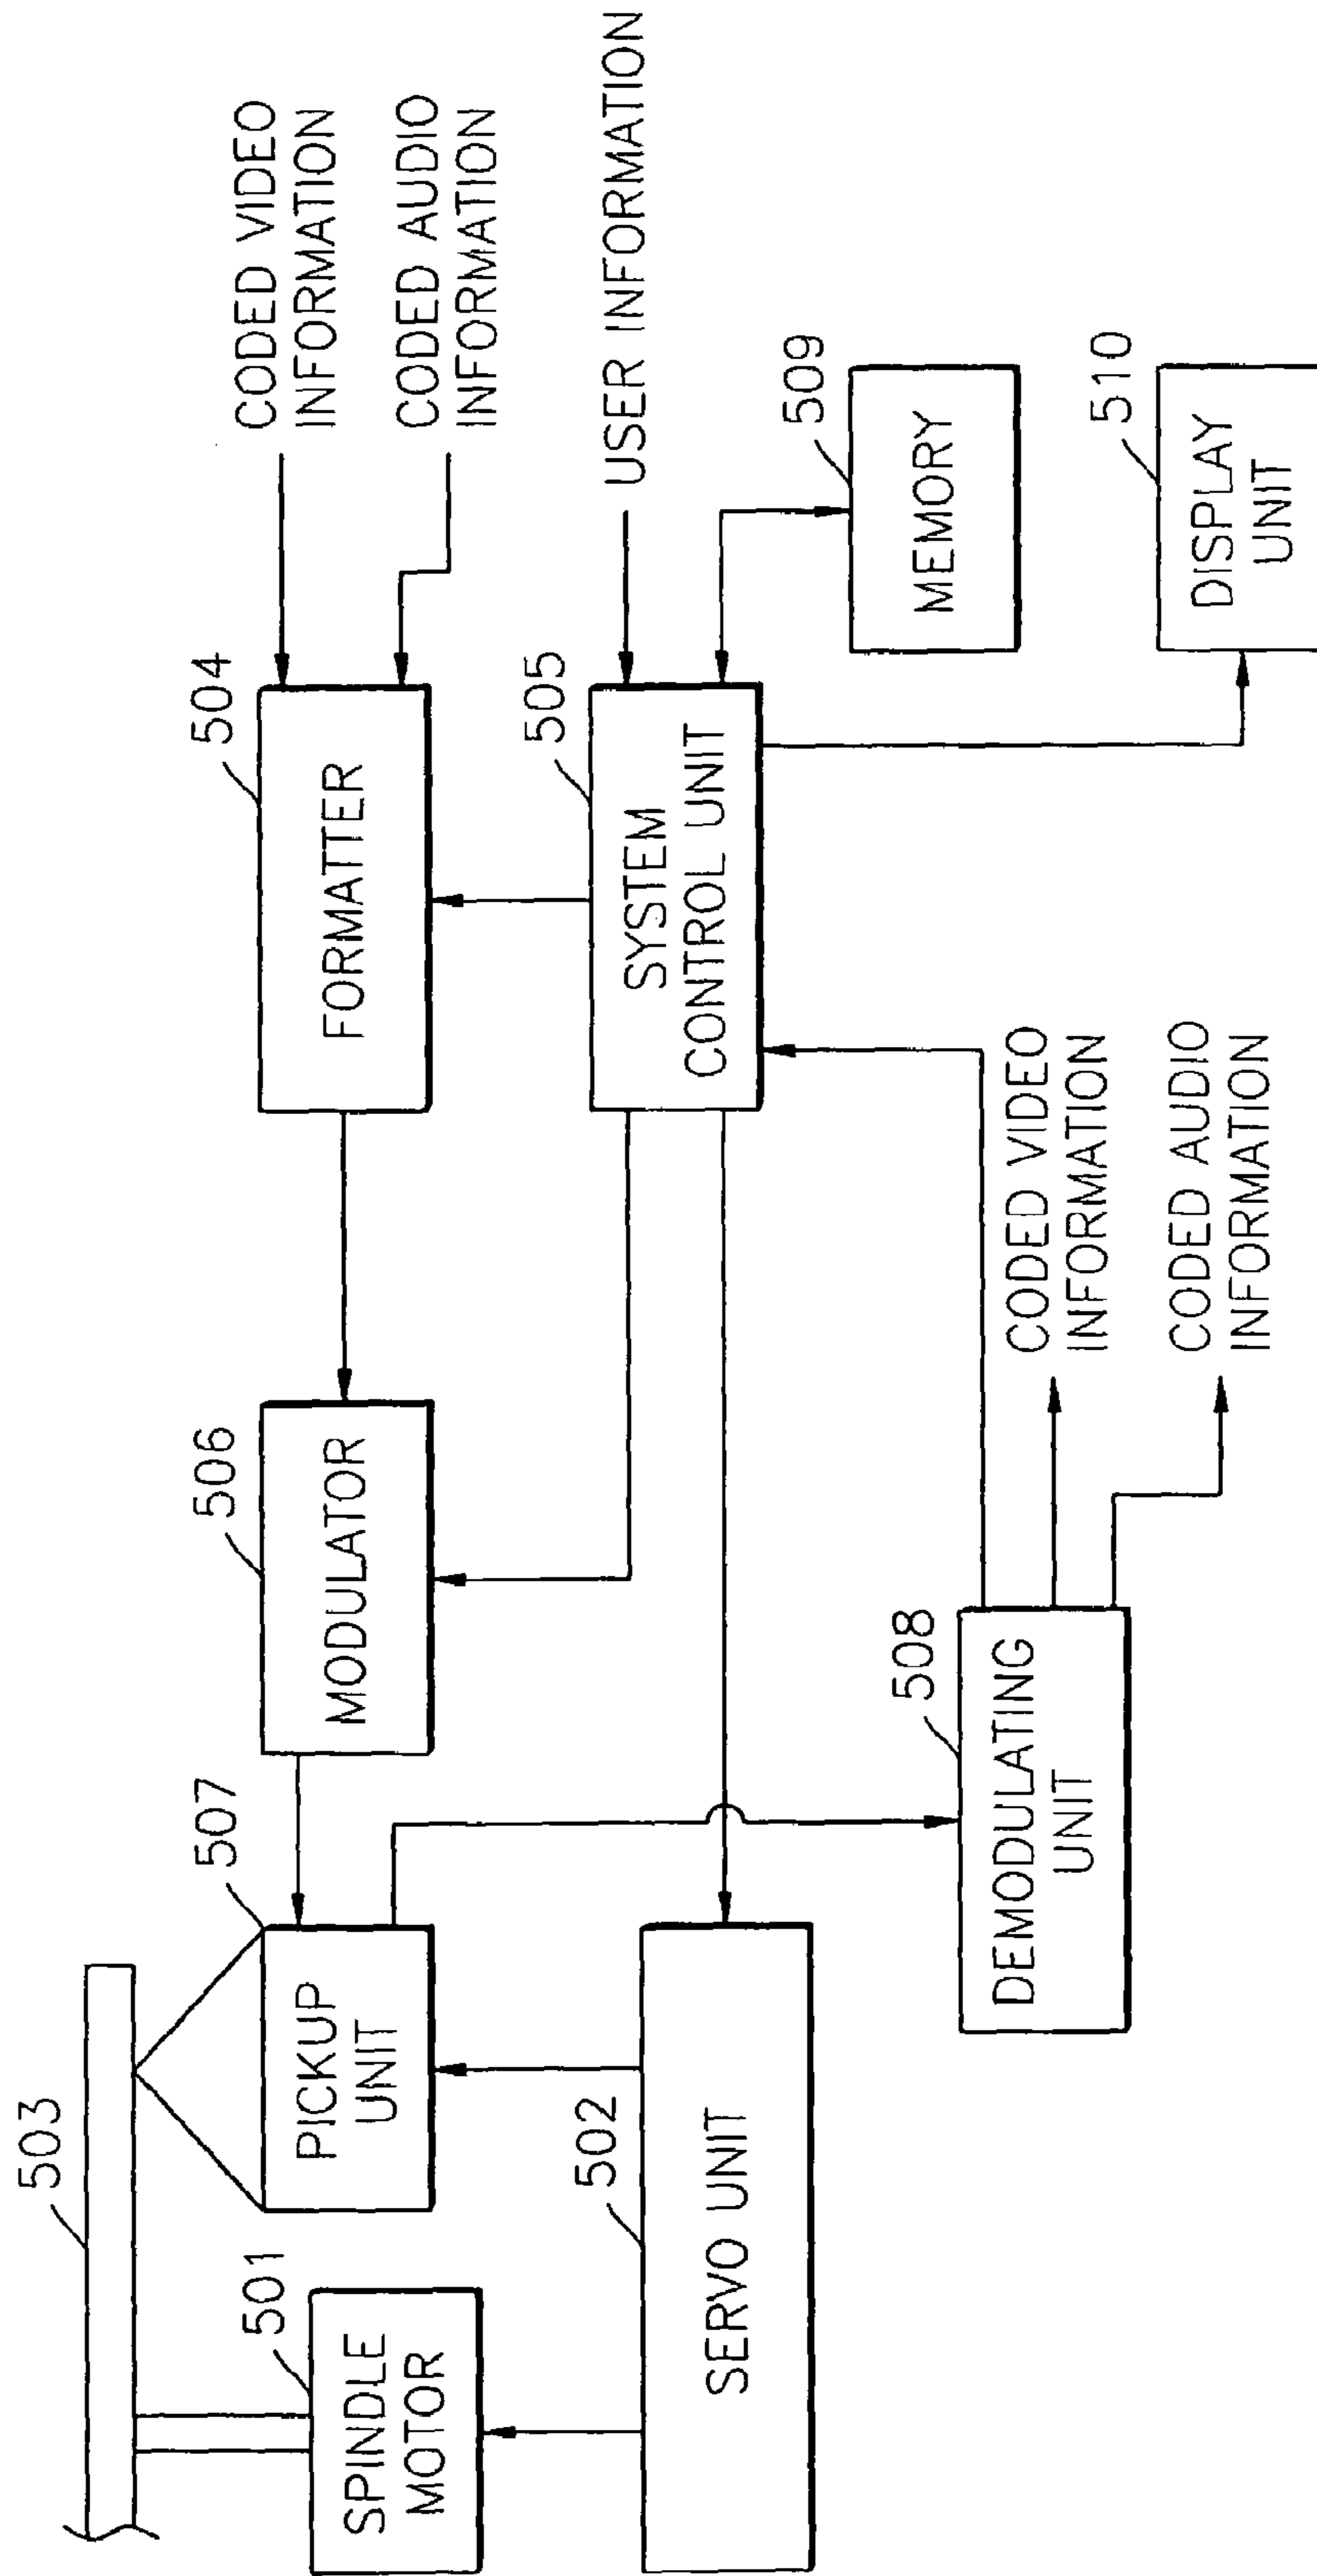 503
501
SPINDLE
MOTOR
507
PICKUP
UNIT
506
MODULATOR
504
FORMATTER
CODED VIDEO
INFORMATION
CODED AUDIO
INFORMATION
502
SERVO UNIT
505
SYSTEM
CONTROL UNIT
USER INFORMATION
508
DEMODULATING
UNIT
CODED VIDEO
INFORMATION
CODED AUDIO
INFORMATION
509
MEMORY
510
DISPLAY
UNIT